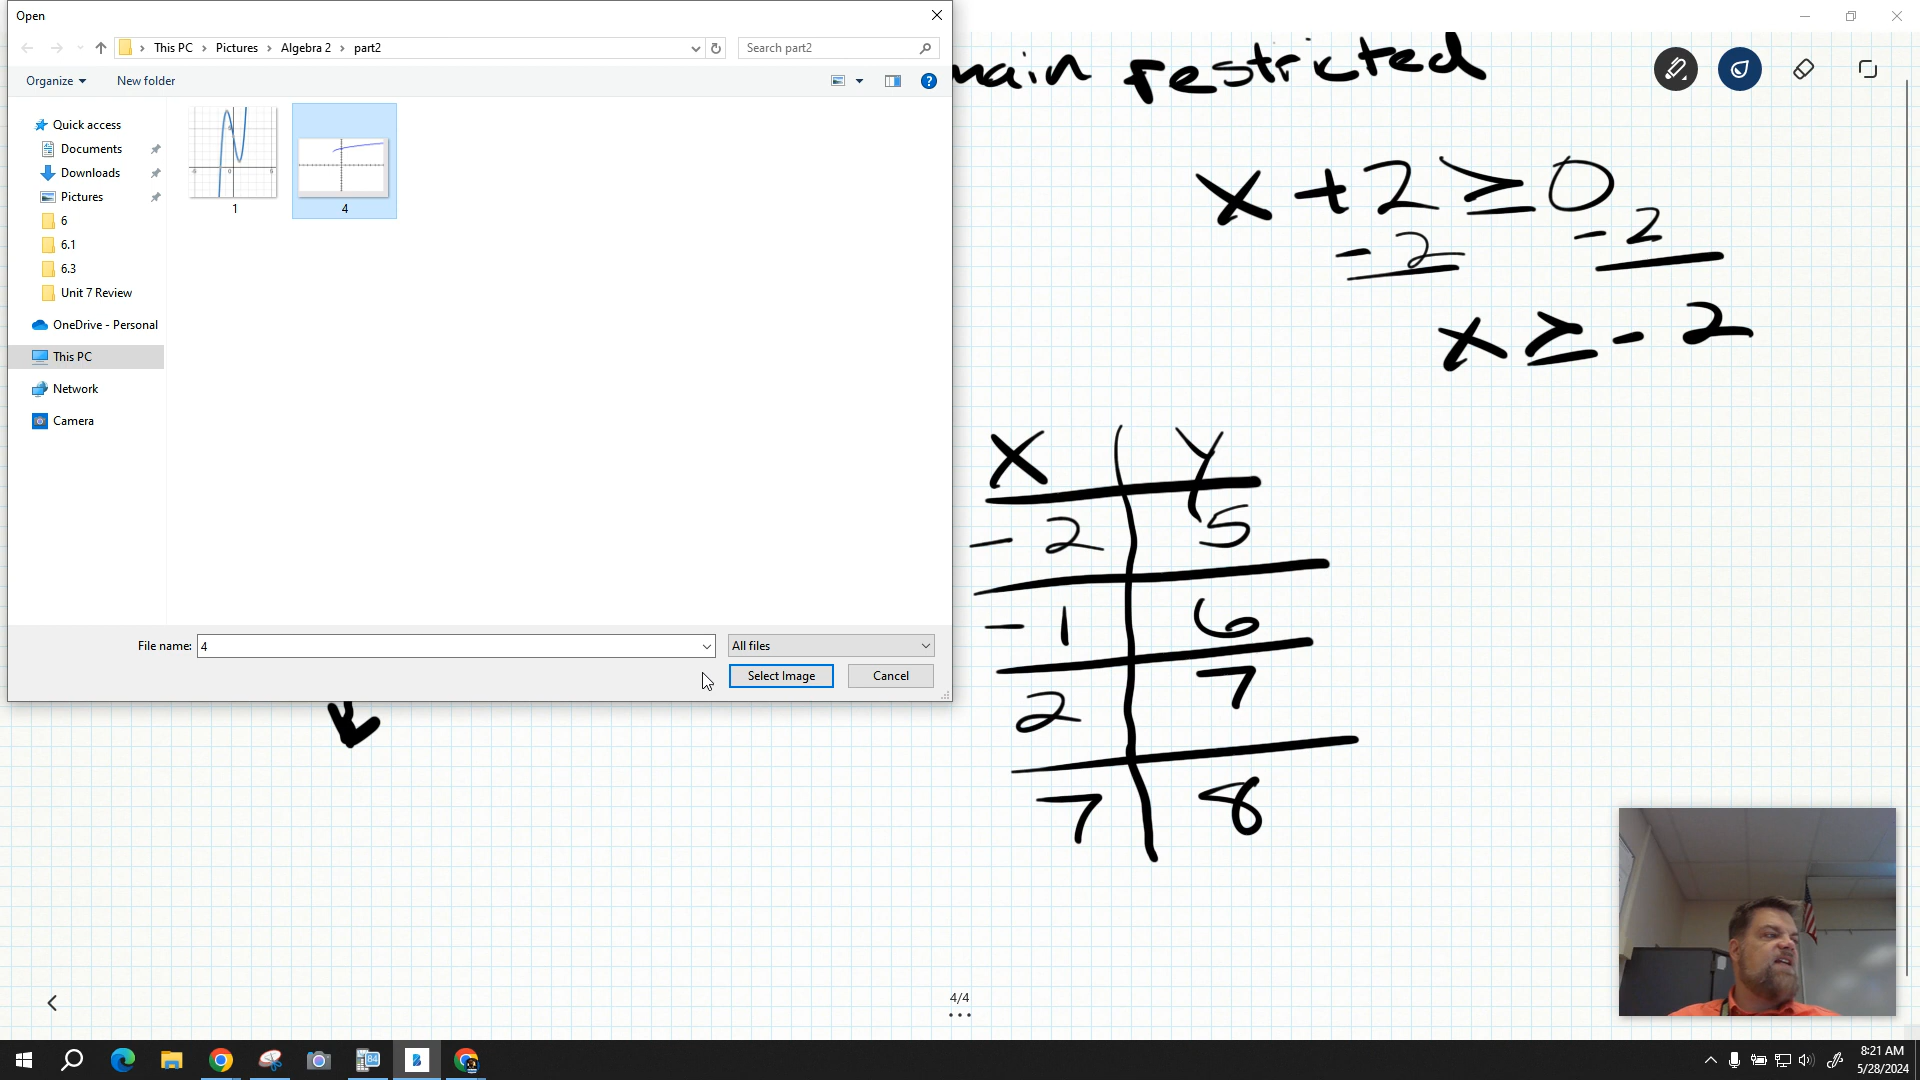 Open
This PC > Pictures > Algebra 2 > part2
Search part2
Organize
New folder
Quick access
Documents
Downloads
Pictures
6
6.1
6.3
Unit 7 Review
OneDrive - Personal
This PC
Network
Camera
1
4
File name: 4
All files
Select Image
Cancel
main restricted
x + 2 ≥ 0
- 2 - 2
x ≥ - 2
X Y
- 2 5
- 1 6
2 7
7 8
4/4
84
8:21 AM
5/28/2024